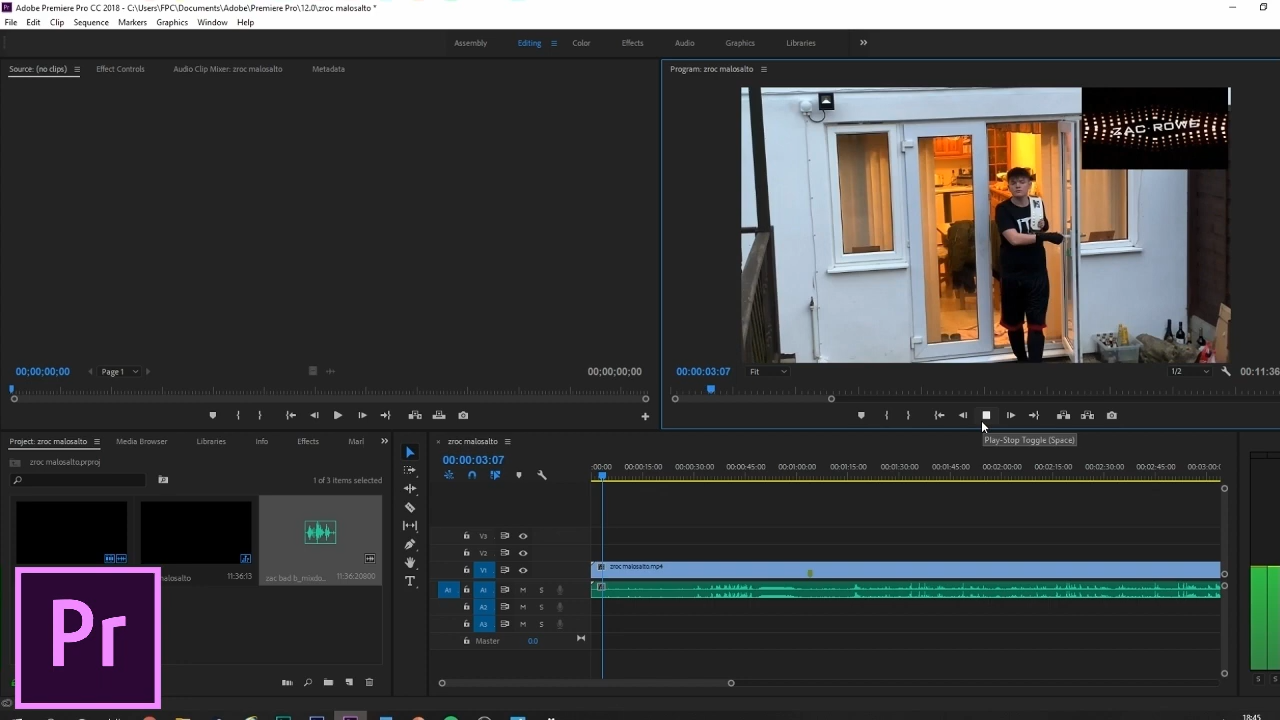 Adobe Premiere Pro CC 2018 - C:\Users\FPC\Documents\Adobe\Premiere Pro\12.0\zroc malosalto *
File Edit Clip Sequence Markers Graphics Window Help
Assembly Editing Color Effects Audio Graphics Libraries
Source: (no clips) Effect Controls Audio Clip Mixer: zroc malosalto Metadata
Program: zroc malosalto
ZAC ROWE
00;00;00;00 Page 1 00;00;00;00
00:00:03:07 Fit 1/2 00:11:36
Play-Stop Toggle (Space)
Project: zroc malosalto Media Browser Libraries Info Effects Marl
zroc malosalto.prproj
1 of 3 items selected
malosalto 11:36:13 zac bad b_mixdo... 11:36:20800
Pr
zroc malosalto
00:00:03:07
:00:00 00:00:15:00 00:00:30:00 00:00:45:00 00:01:00:00 00:01:15:00 00:01:30:00 00:01:45:00 00:02:00:00 00:02:15:00 00:02:30:00 00:02:45:00 00:03:00:0
V3
V2
V1 zroc malosalto.mp4
A1 A1 M S
A2 M S
A3 M S
Master 0.0
S S
18:45